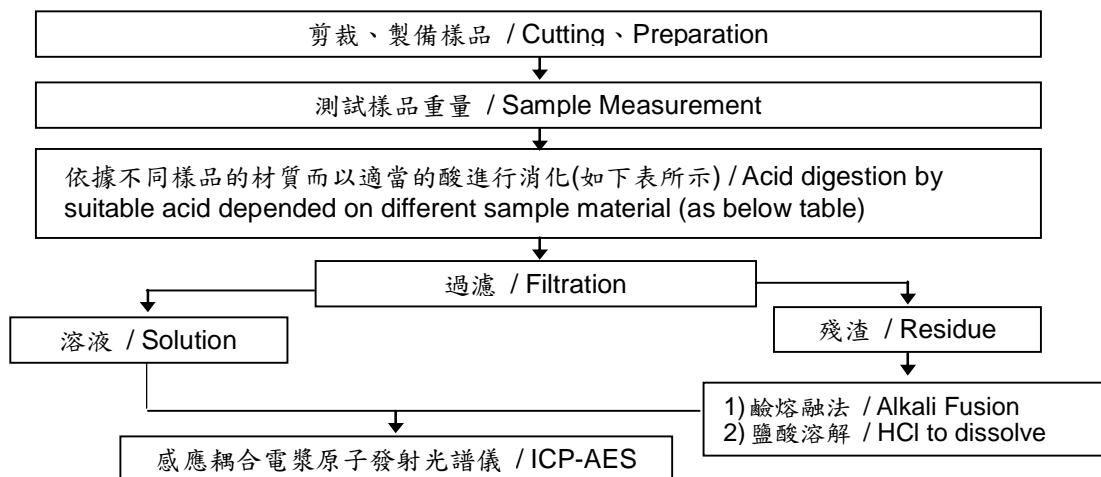 剪裁、製備樣品 / Cutting、Preparation
測試樣品重量 / Sample Measurement
依據不同樣品的材質而以適當的酸進行消化(如下表所示) / Acid digestion by
suitable acid depended on different sample material (as below table)
過濾 / Filtration
溶液 / Solution
殘渣 / Residue
1) 鹼熔融法 / Alkali Fusion
2) 鹽酸溶解 / HCl to dissolve
感應耦合電漿原子發射光譜儀 / ICP-AES